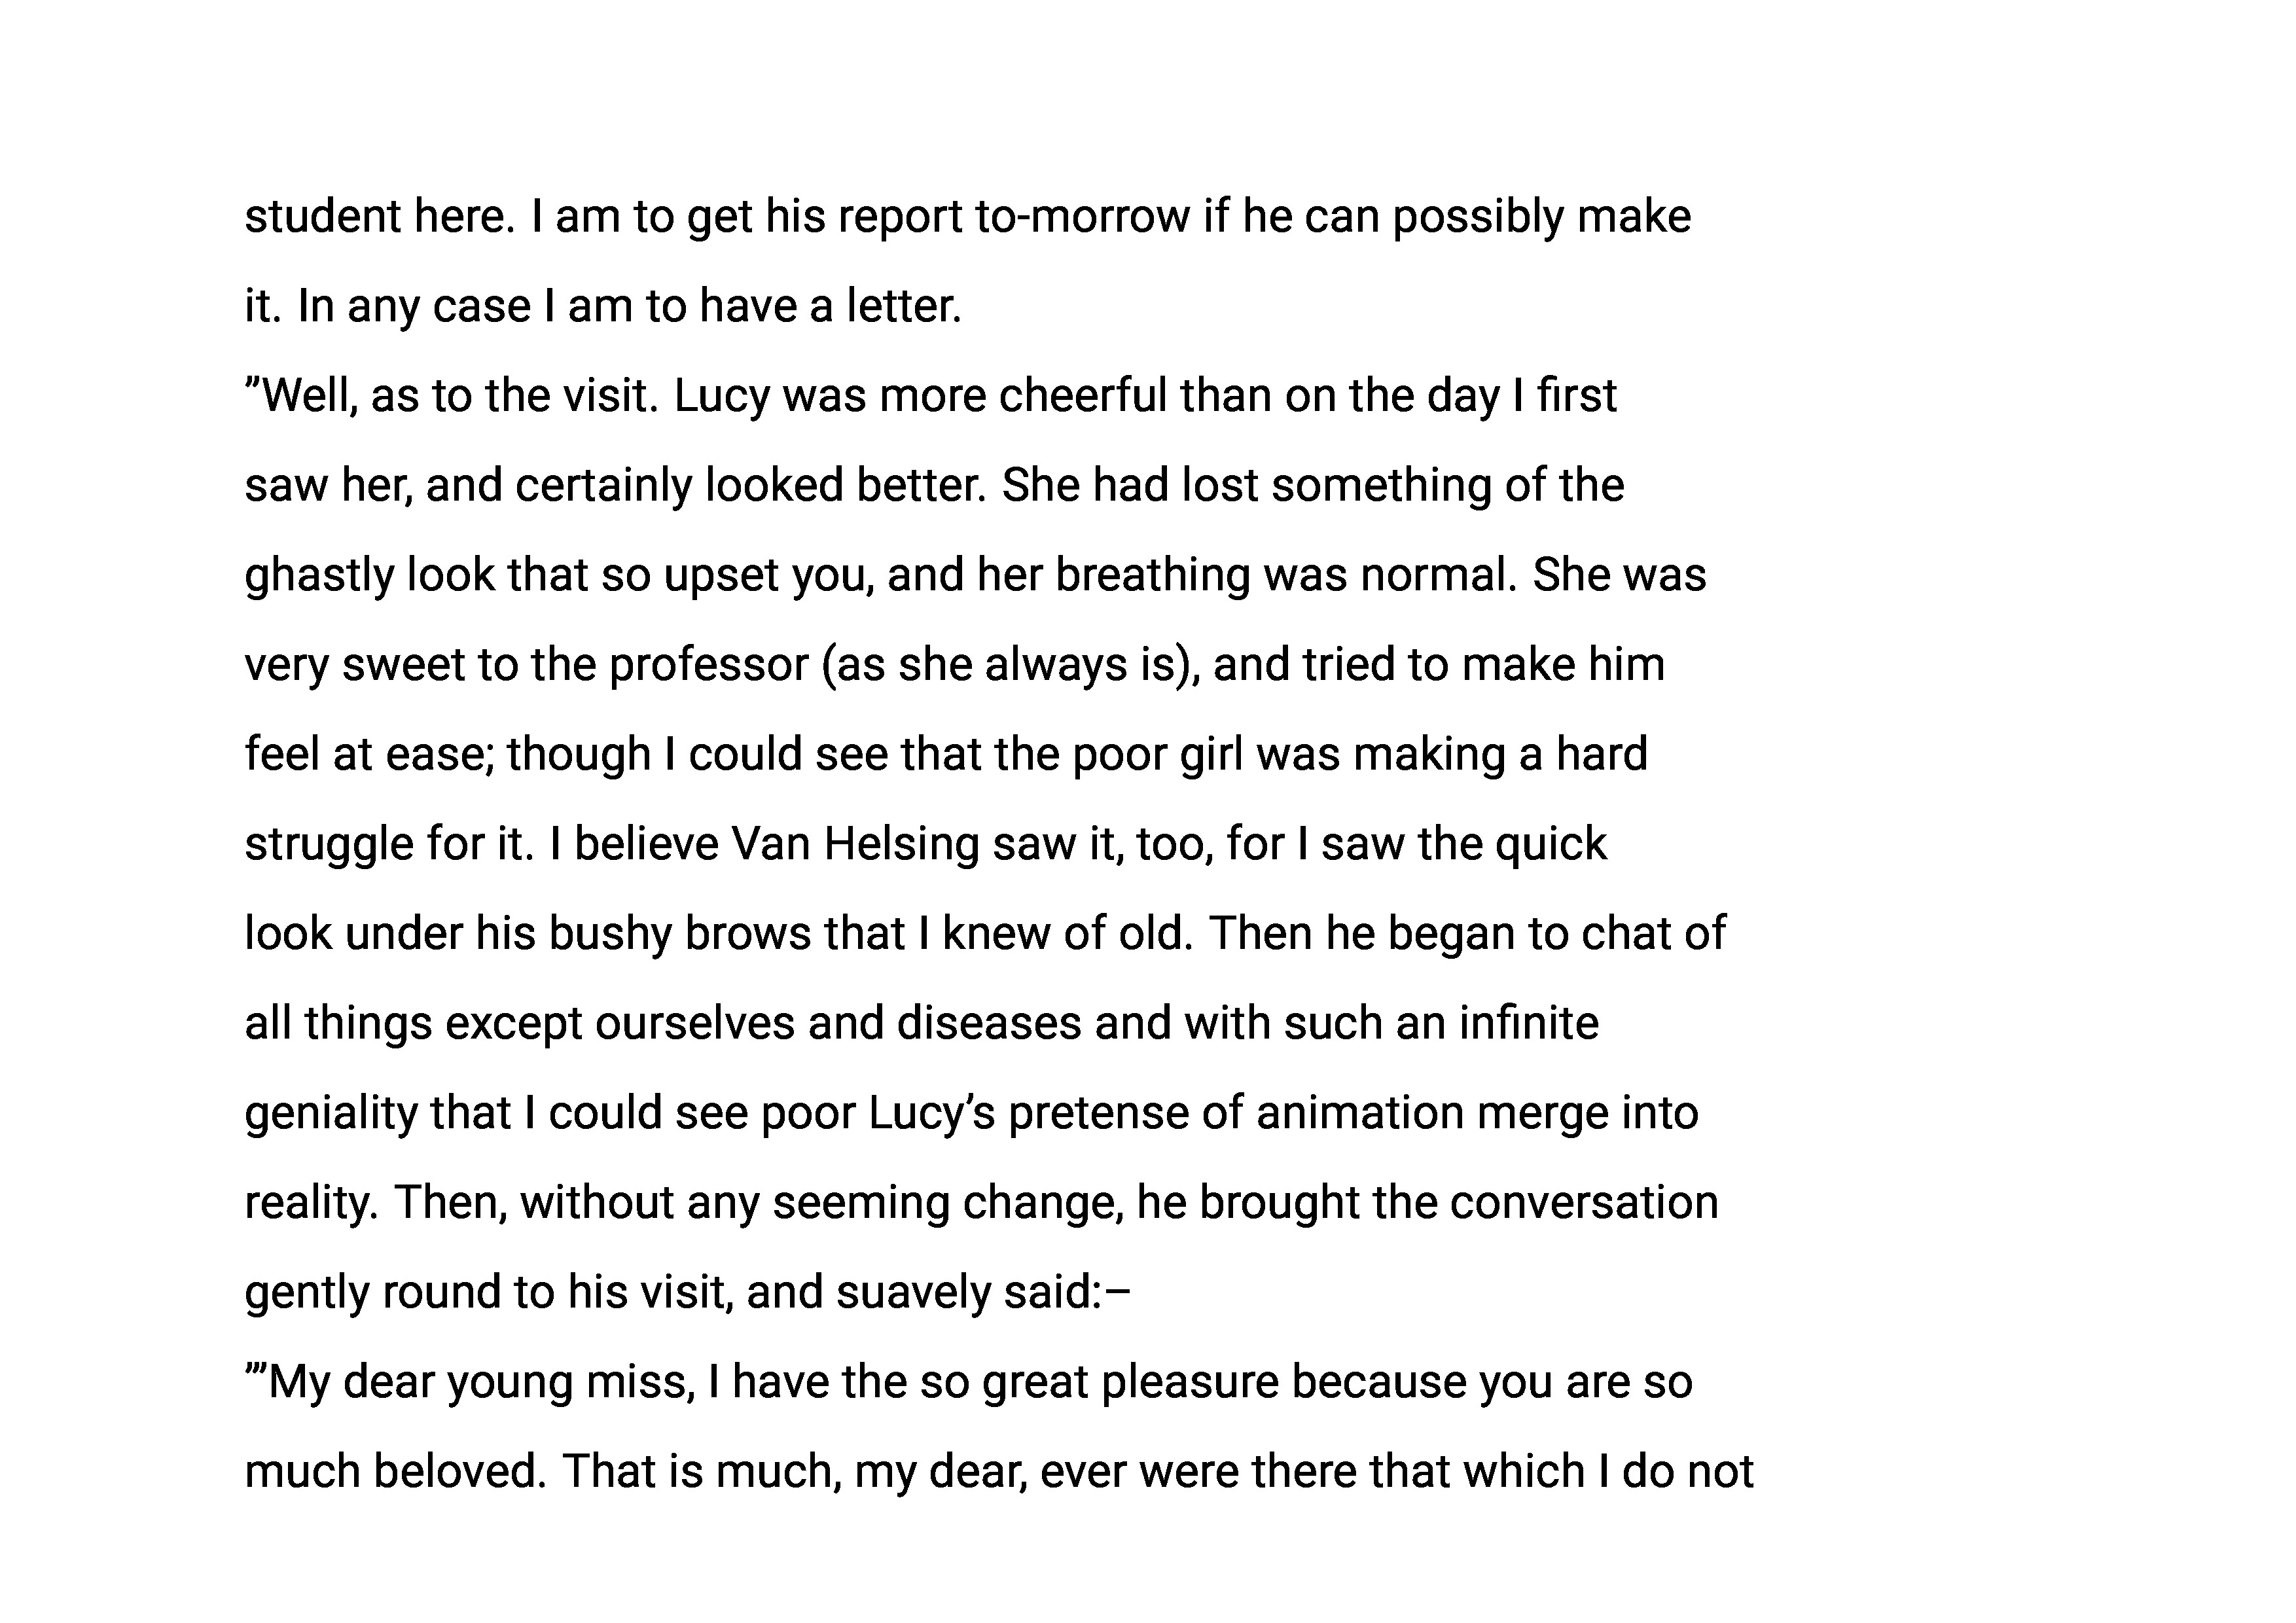 student here. I am to get his report to-morrow if he can possibly make
it. In any case I am to have a letter.
”Well, as to the visit. Lucy was more cheerful than on the day I first
saw her, and certainly looked better. She had lost something of the
ghastly look that so upset you, and her breathing was normal. She was
very sweet to the professor (as she always is), and tried to make him
feel at ease; though I could see that the poor girl was making a hard
struggle for it. I believe Van Helsing saw it, too, for I saw the quick
look under his bushy brows that I knew of old. Then he began to chat of
all things except ourselves and diseases and with such an infinite
geniality that I could see poor Lucy’s pretense of animation merge into
reality. Then, without any seeming change, he brought the conversation
gently round to his visit, and suavely said:–
”’My dear young miss, I have the so great pleasure because you are so
much beloved. That is much, my dear, ever were there that which I do not